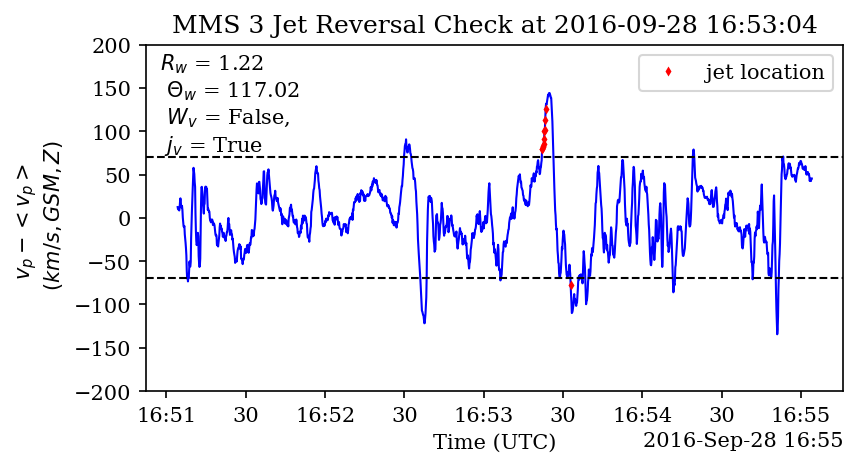 MMS 3 Jet Reversal Check at 2016-09-28 16:53:04
R_w = 1.22
Θ_w = 117.02
W_v = False,
j_v = True
jet location
200
150
100
50
0
−50
−100
−150
−200
v_p − < v_p >
(km/s, GSM, Z)
16:51 30 16:52 30 16:53 30 16:54 30 16:55
Time (UTC)
2016-Sep-28 16:55